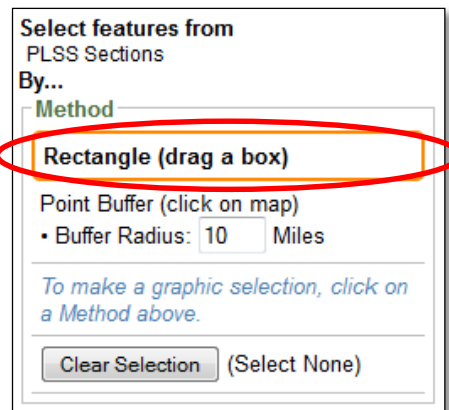 Select features from
PLSS Sections
By...
Method
Rectangle (drag a box)
Point Buffer (click on map)
• Buffer Radius: 10 Miles
To make a graphic selection, click on
a Method above.
Clear Selection (Select None)